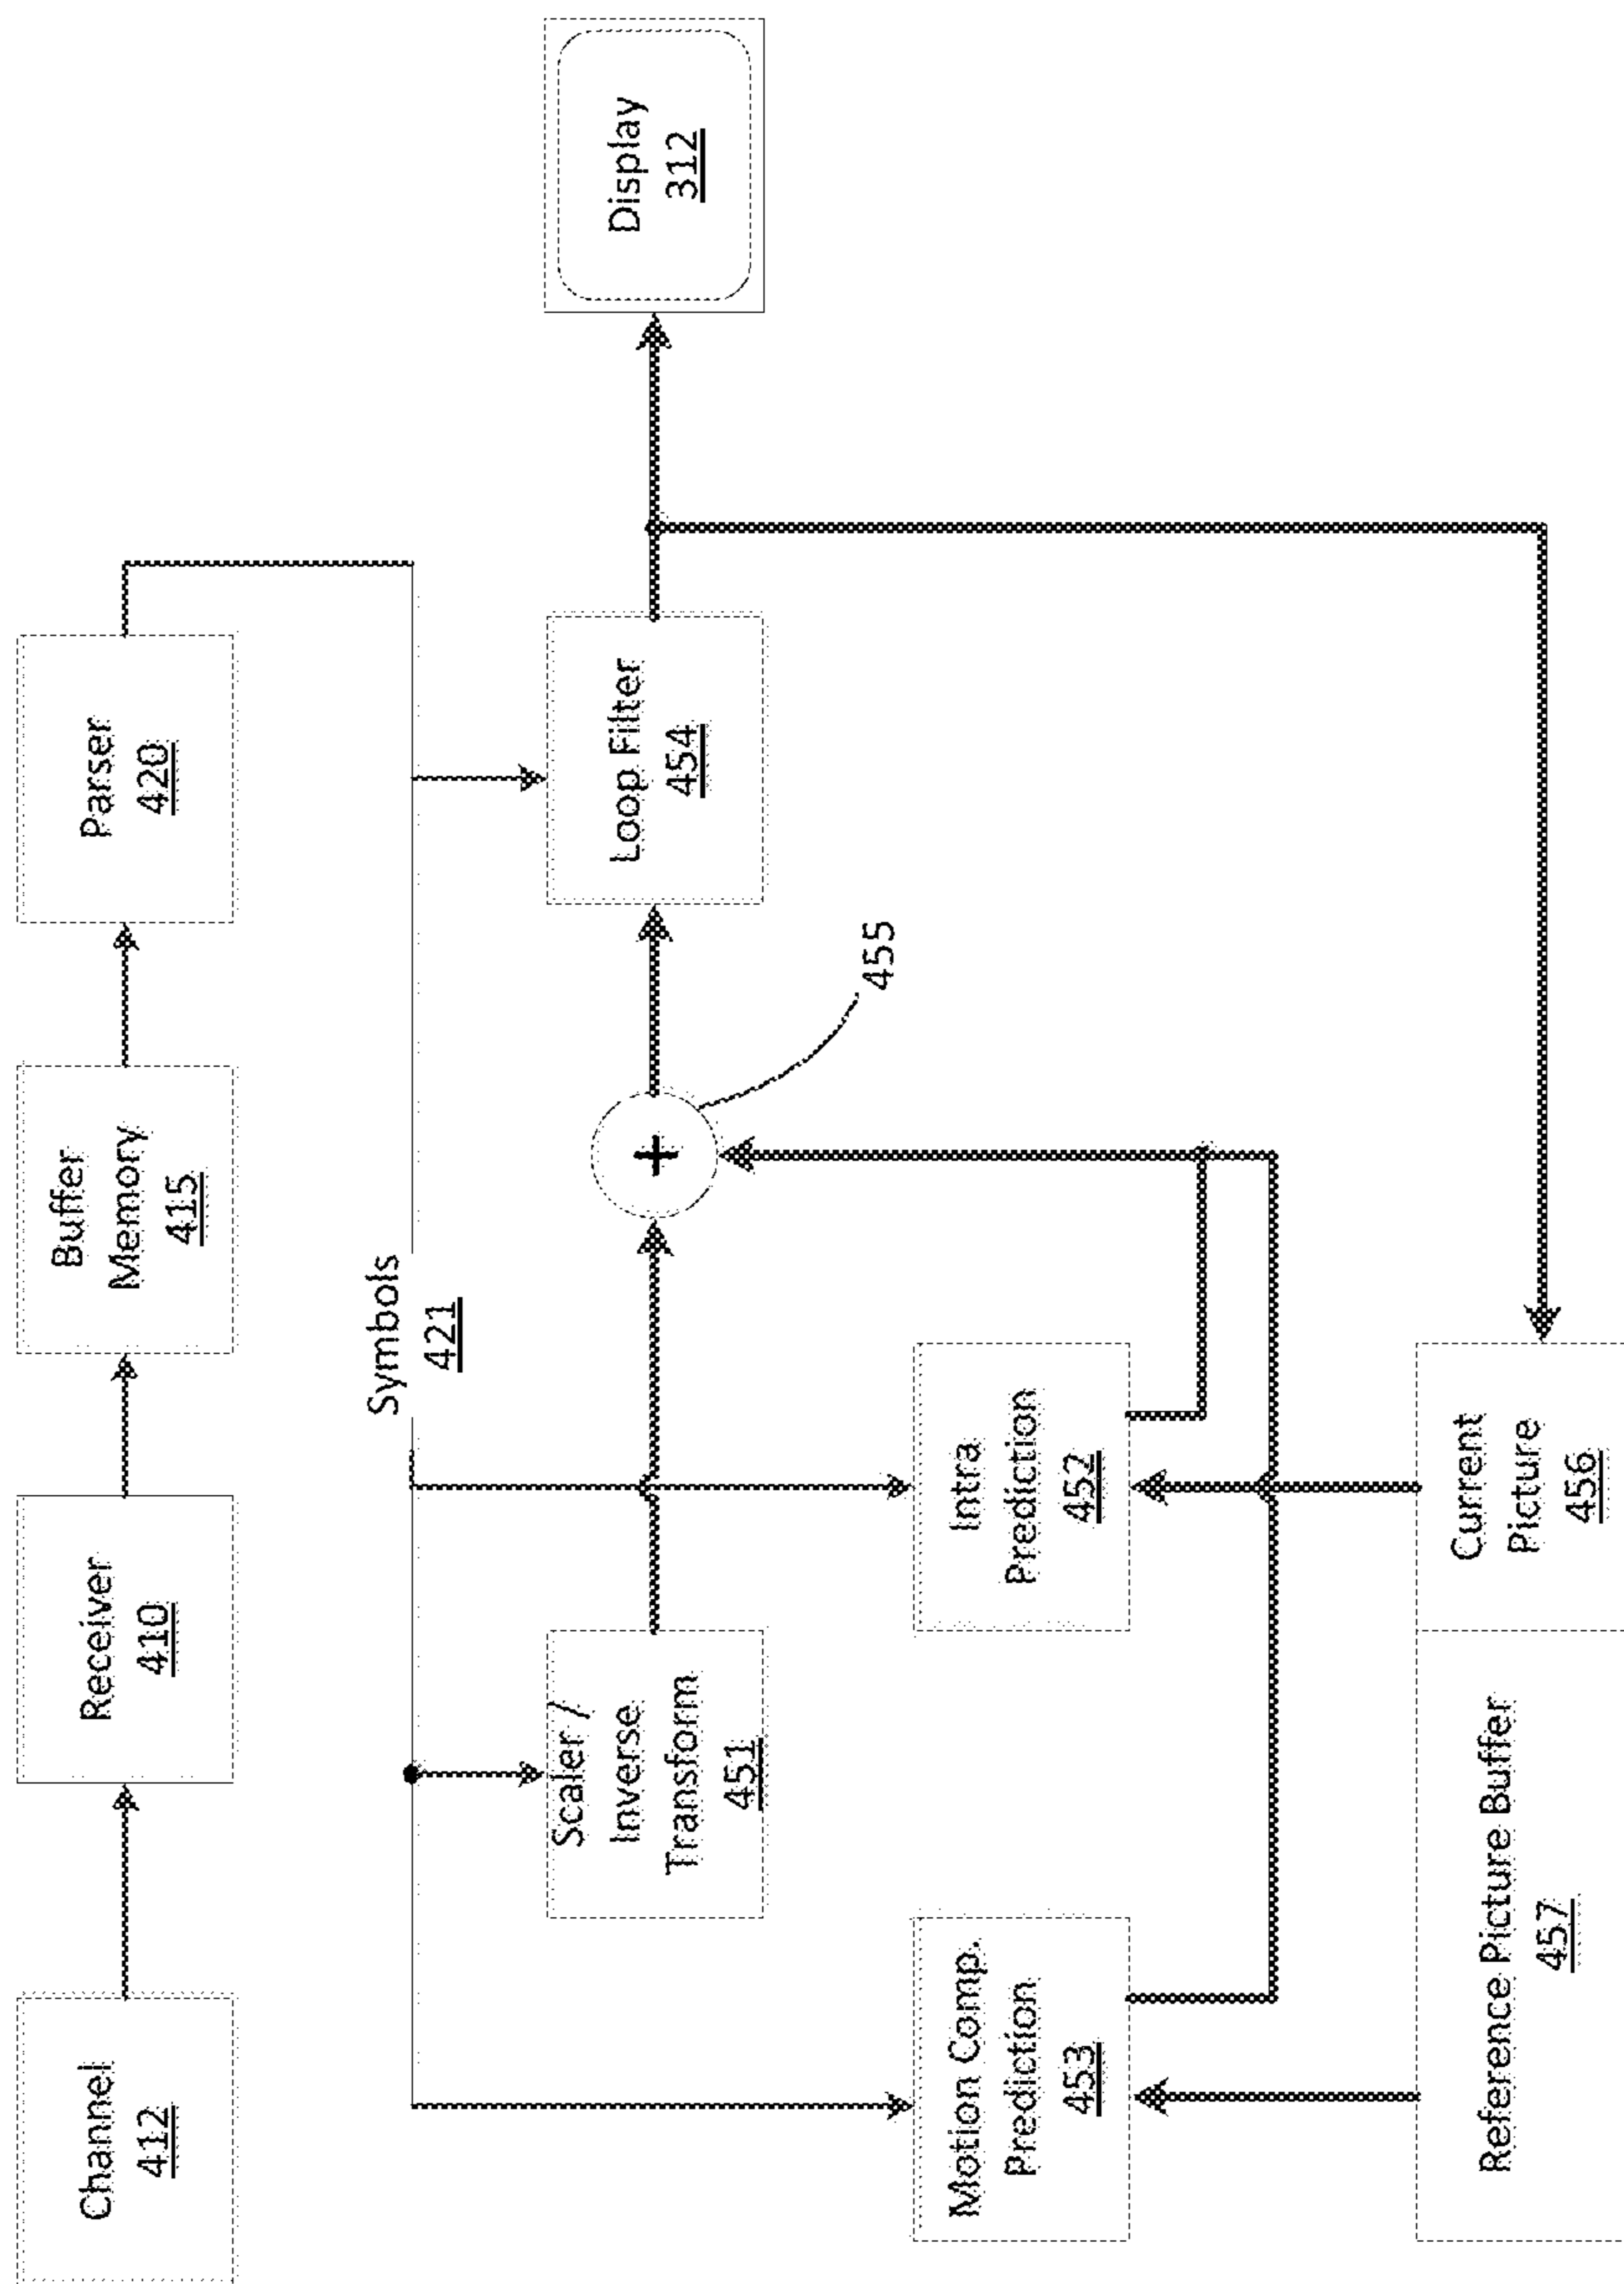 Channel
412
Receiver
410
Buffer
Memory
415
Parser
420
Symbols
421
Scaler /
Inverse
Transform
451
+
455
Loop Filter
454
Display
312
Motion Comp.
Prediction
453
Intra
Prediction
452
Reference Picture Buffer
457
Current
Picture
456